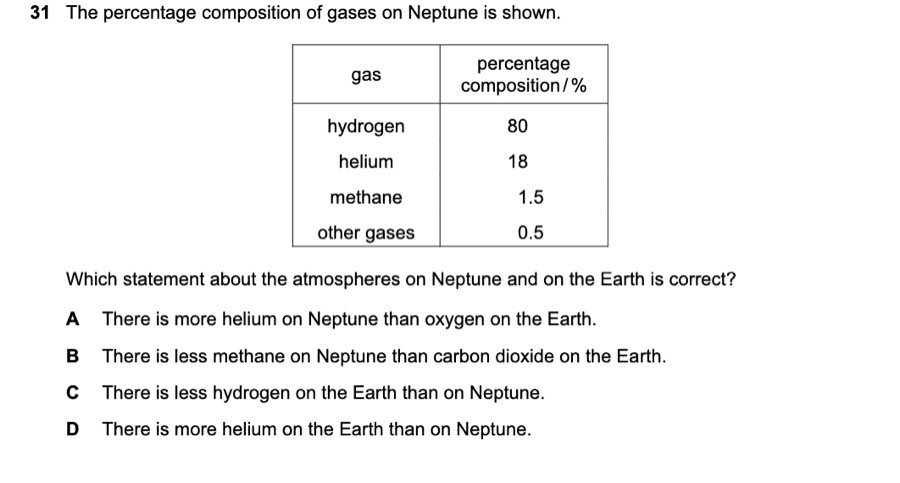 31 The percentage composition of gases on Neptune is shown.
gas
percentage
composition / %
hydrogen 80
helium 18
methane 1.5
other gases 0.5
Which statement about the atmospheres on Neptune and on the Earth is correct?
A There is more helium on Neptune than oxygen on the Earth.
B There is less methane on Neptune than carbon dioxide on the Earth.
C There is less hydrogen on the Earth than on Neptune.
D There is more helium on the Earth than on Neptune.